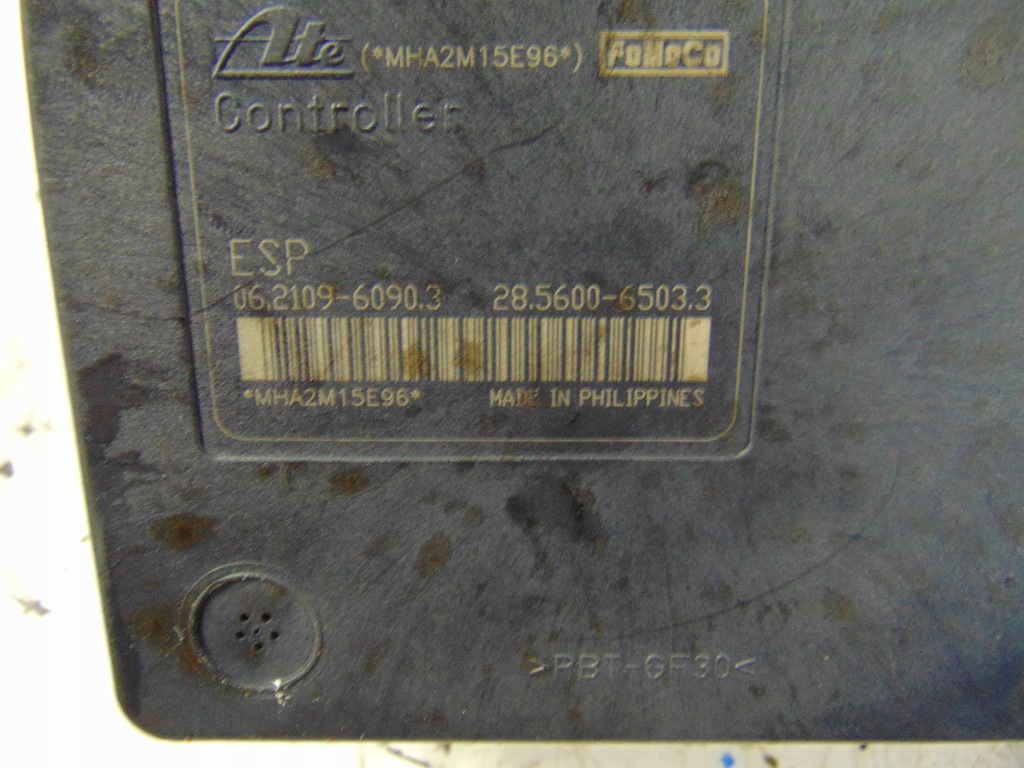 Ate (*MHA2M15E96*) FoMoCo
Controller
ESP
06.2109-6090.3 28.5600-6503.3
*MHA2M15E96* MADE IN PHILIPPINES
>PBT-GF30<